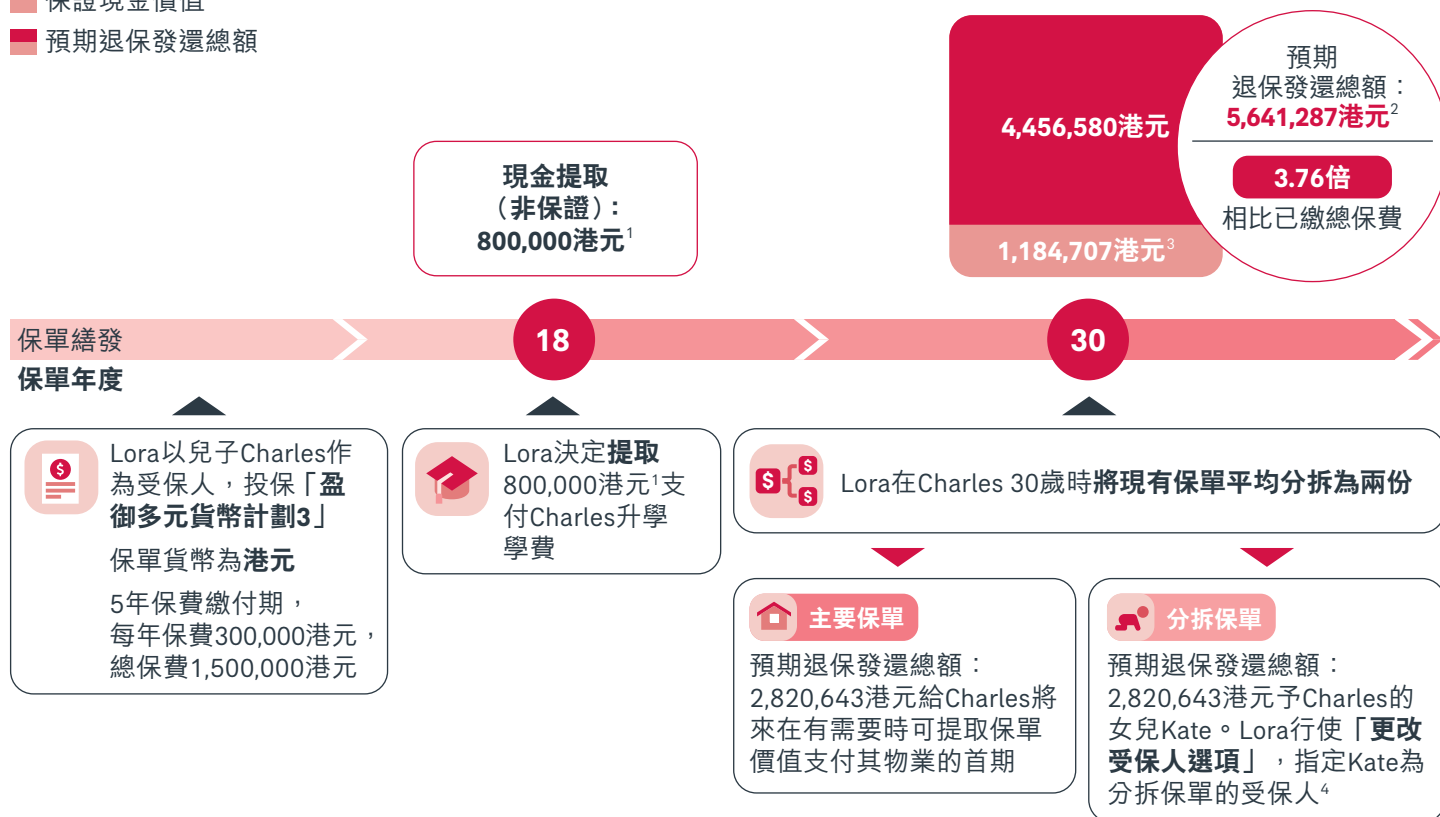 保證現金價值
預期退保發還總額
4,456,580港元
1,184,707港元3
預期
退保發還總額：
5,641,287港元2
3.76倍
相比已繳總保費
現金提取
（非保證）：
800,000港元1
保單繕發
18
30
保單年度
Lora以兒子Charles作
為受保人，投保「盈
御多元貨幣計劃3」
保單貨幣為港元
5年保費繳付期，
每年保費300,000港元，
總保費1,500,000港元
Lora決定提取
800,000港元1支
付Charles升學
學費
Lora在Charles 30歲時將現有保單平均分拆為兩份
主要保單
預期退保發還總額：
2,820,643港元給Charles將
來在有需要時可提取保單
價值支付其物業的首期
分拆保單
預期退保發還總額：
2,820,643港元予Charles的
女兒Kate。Lora行使「更改
受保人選項」，指定Kate為
分拆保單的受保人4